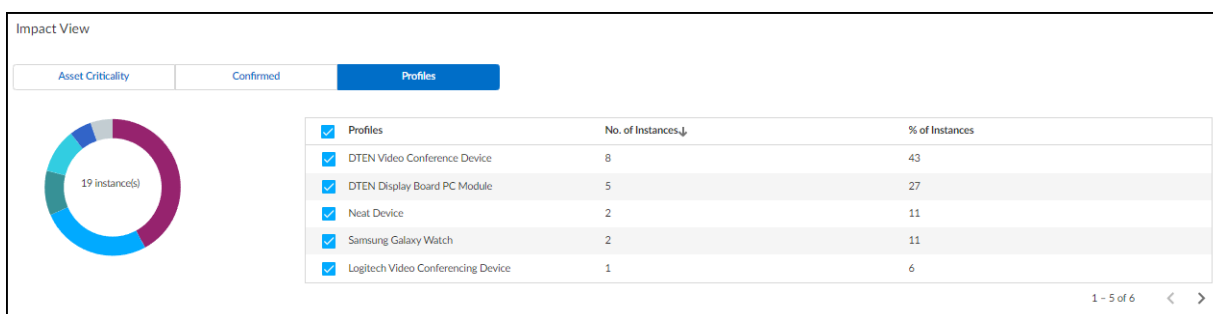 Impact View
Asset Criticality Confirmed Profiles
19 instance(s)
Profiles No. of Instances↓ % of Instances
DTEN Video Conference Device 8 43
DTEN Display Board PC Module 5 27
Neat Device 2 11
Samsung Galaxy Watch 2 11
Logitech Video Conferencing Device 1 6
1 – 5 of 6